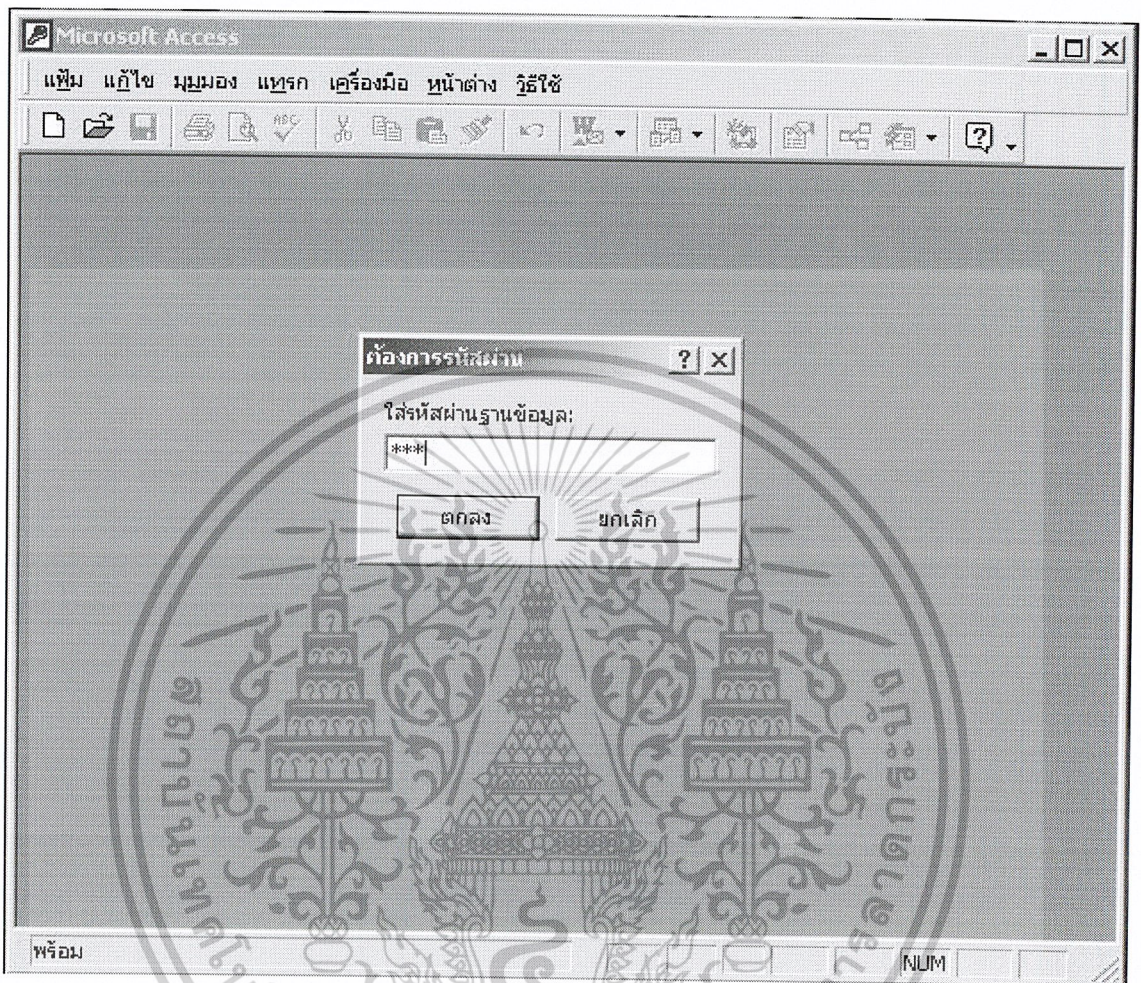 Microsoft Access
แฟ้ม แก้ไข มุมมอง แทรก เครื่องมือ หน้าต่าง วิธีใช้
ต้องการรหัสผ่าน
ใส่รหัสผ่านฐานข้อมูล:
***
ตกลง ยกเลิก
พร้อม NUM